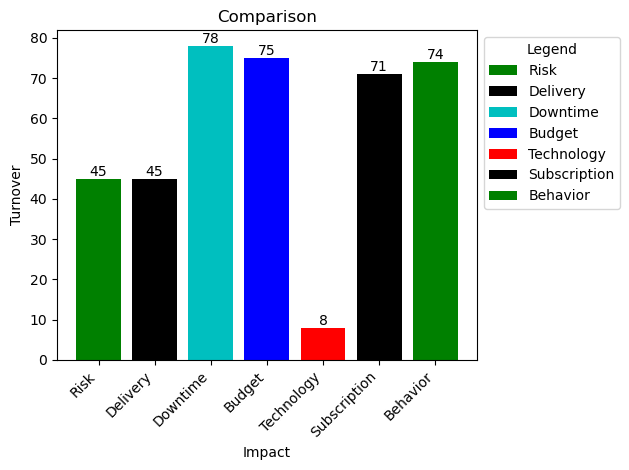 Comparison
Turnover
80
70
60
50
40
30
20
10
0
45
45
78
75
8
71
74
Risk
Delivery
Downtime
Budget
Technology
Subscription
Behavior
Impact
Legend
Risk
Delivery
Downtime
Budget
Technology
Subscription
Behavior